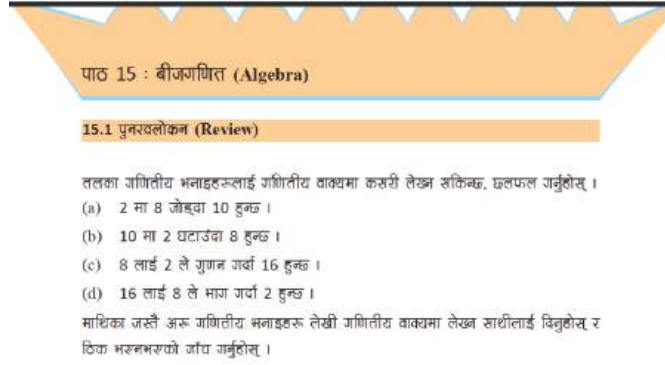 पाठ 15 : बीजगणित (Algebra)
15.1 पुनरवलोकन (Review)
तलका गणितीय भनाइहरूलाई गणितीय वाक्यमा कसरी लेख्न सकिन्छ, छलफल गर्नुहोस् ।
(a) 2 मा 8 जोड्दा 10 हुन्छ ।
(b) 10 मा 2 घटाउंदा 8 हुन्छ ।
(c) 8 लाई 2 ले गुणन गर्दा 16 हुन्छ ।
(d) 16 लाई 8 ले भाग गर्दा 2 हुन्छ ।
माथिका जस्तै अरू गणितीय भनाइहरू लेखी गणितीय वाक्यमा लेख्न साथीलाई दिनुहोस् र
ठिक भएनभएको जाँच गर्नुहोस् ।